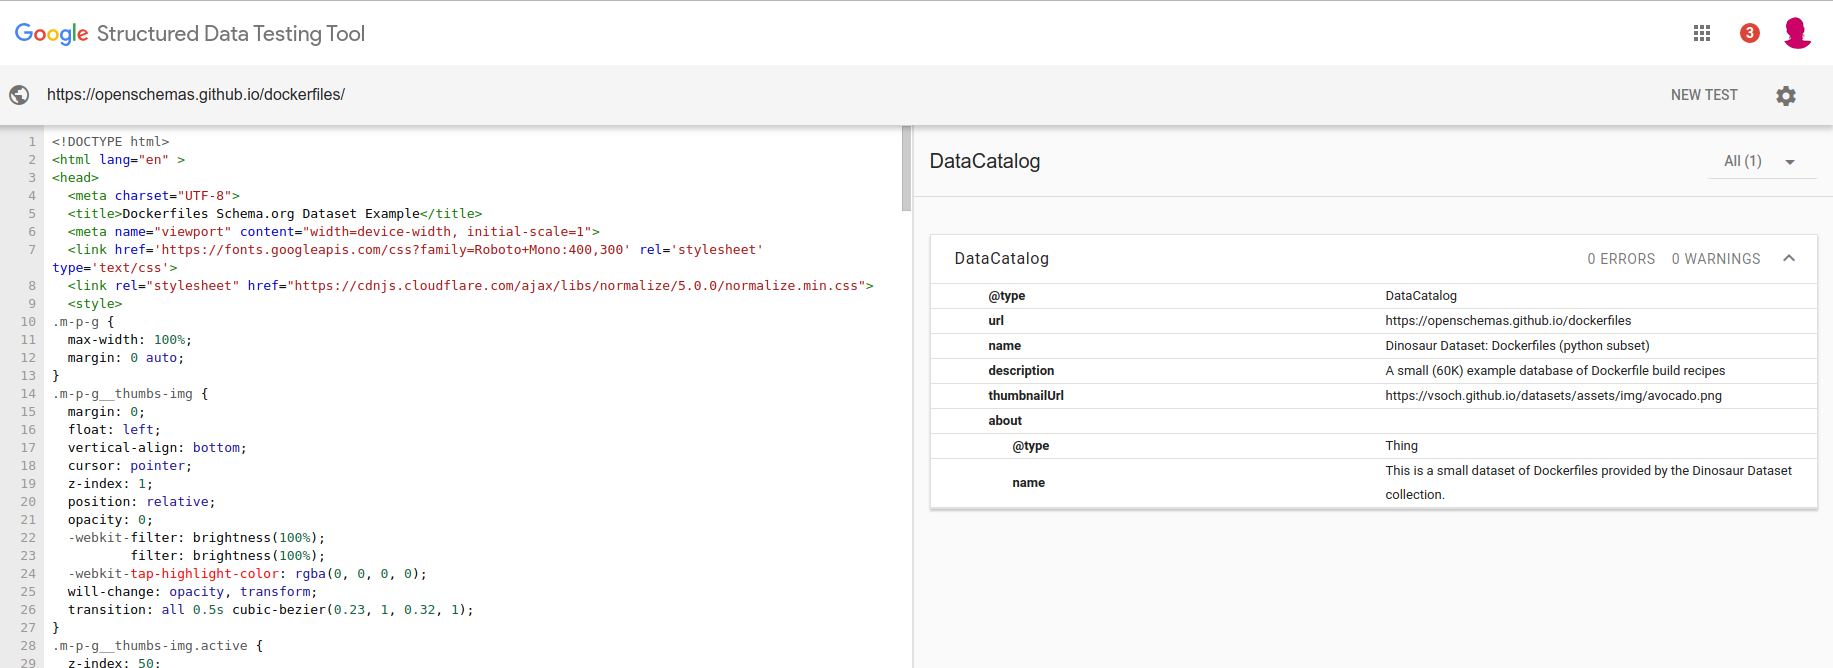 Google Structured Data Testing Tool
3
https://openschemas.github.io/dockerfiles/
NEW TEST
1 <!DOCTYPE html>
2 <html lang="en" >
3 <head>
4 <meta charset="UTF-8">
5 <title>Dockerfiles Schema.org Dataset Example</title>
6 <meta name="viewport" content="width=device-width, initial-scale=1">
7 <link href='https://fonts.googleapis.com/css?family=Roboto+Mono:400,300' rel='stylesheet'
type='text/css'>
8 <link rel="stylesheet" href="https://cdnjs.cloudflare.com/ajax/libs/normalize/5.0.0/normalize.min.css">
9 <style>
10 .m-p-g {
11 max-width: 100%;
12 margin: 0 auto;
13 }
14 .m-p-g__thumbs-img {
15 margin: 0;
16 float: left;
17 vertical-align: bottom;
18 cursor: pointer;
19 z-index: 1;
20 position: relative;
21 opacity: 0;
22 -webkit-filter: brightness(100%);
23 filter: brightness(100%);
24 -webkit-tap-highlight-color: rgba(0, 0, 0, 0);
25 will-change: opacity, transform;
26 transition: all 0.5s cubic-bezier(0.23, 1, 0.32, 1);
27 }
28 .m-p-g__thumbs-img.active {
29 z-index: 50;
DataCatalog
All (1)
DataCatalog 0 ERRORS 0 WARNINGS
@type DataCatalog
url https://openschemas.github.io/dockerfiles
name Dinosaur Dataset: Dockerfiles (python subset)
description A small (60K) example database of Dockerfile build recipes
thumbnailUrl https://vsoch.github.io/datasets/assets/img/avocado.png
about
@type Thing
name This is a small dataset of Dockerfiles provided by the Dinosaur Dataset
collection.